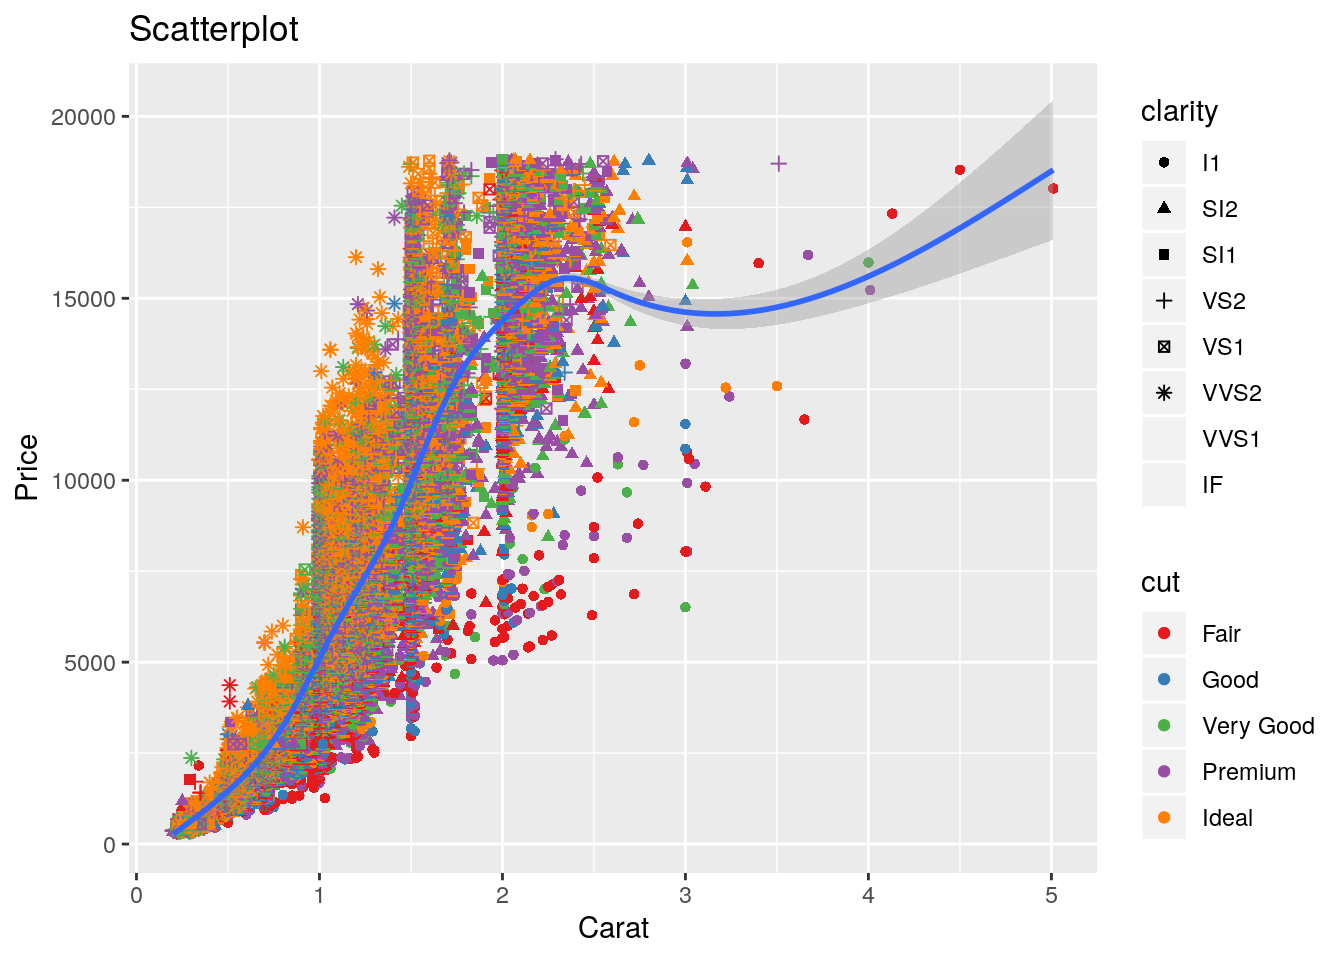 Scatterplot
20000
15000
10000
5000
0
Price
0 1 2 3 4 5
Carat
clarity
I1
SI2
SI1
VS2
VS1
VVS2
VVS1
IF
cut
Fair
Good
Very Good
Premium
Ideal